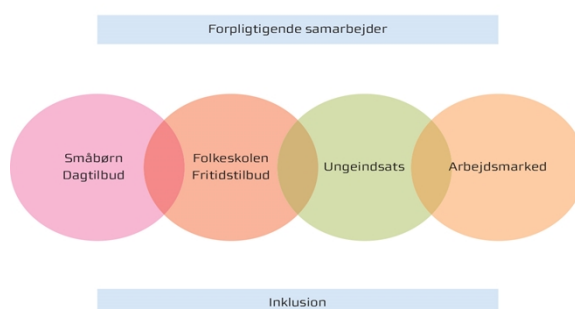 Forpligtigende samarbejder
Småbørn
Dagtilbud
Folkeskolen
Fritidstilbud
Ungeindsats
Arbejdsmarked
Inklusion